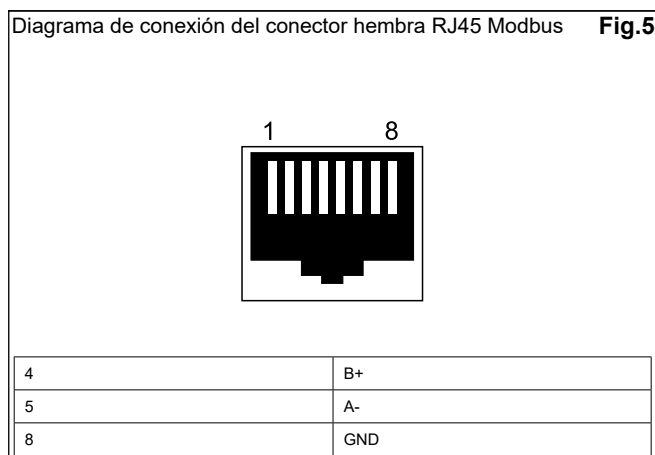 Diagrama de conexión del conector hembra RJ45 Modbus Fig.5
1 8
4 B+
5 A-
8 GND